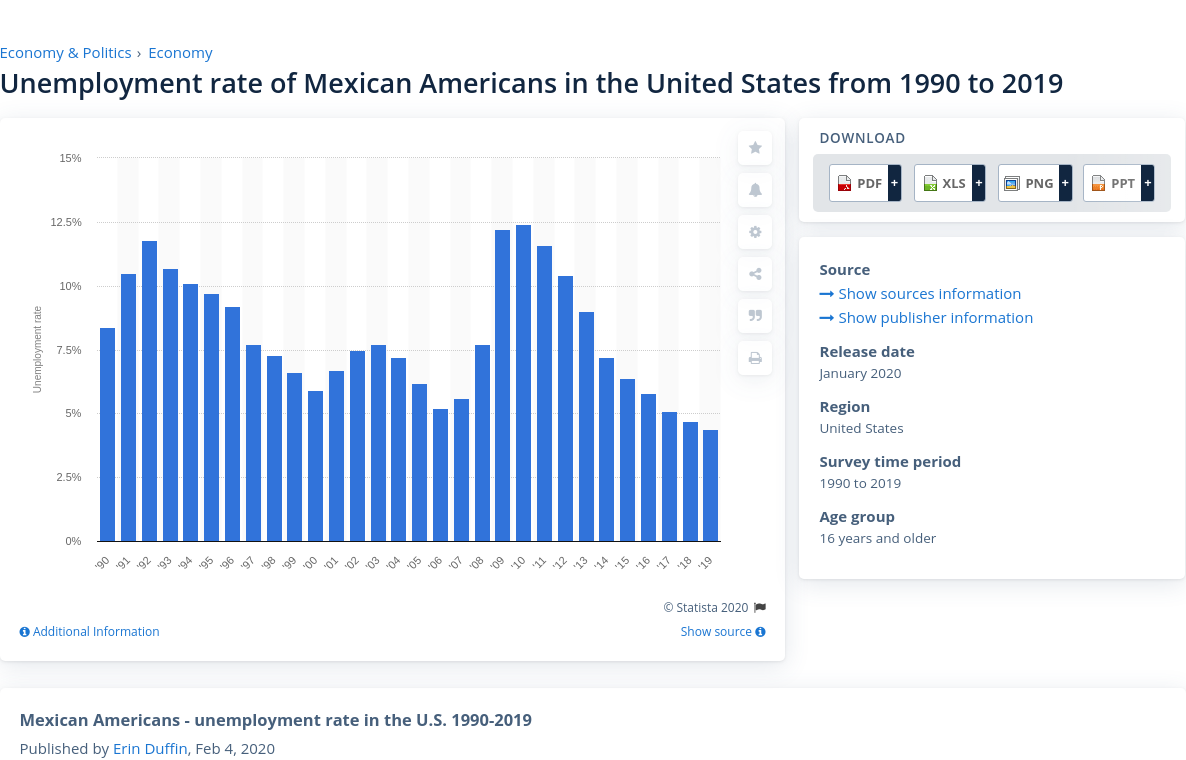 Economy & Politics › Economy
Unemployment rate of Mexican Americans in the United States from 1990 to 2019
15%
12.5%
10%
7.5%
5%
2.5%
0%
Unemployment rate
'90 '91 '92 '93 '94 '95 '96 '97 '98 '99 '00 '01 '02 '03 '04 '05 '06 '07 '08 '09 '10 '11 '12 '13 '14 '15 '16 '17 '18 '19
© Statista 2020
Additional Information
Show source
DOWNLOAD
PDF + XLS + PNG + PPT +
Source
Show sources information
Show publisher information
Release date
January 2020
Region
United States
Survey time period
1990 to 2019
Age group
16 years and older
Mexican Americans - unemployment rate in the U.S. 1990-2019
Published by Erin Duffin, Feb 4, 2020